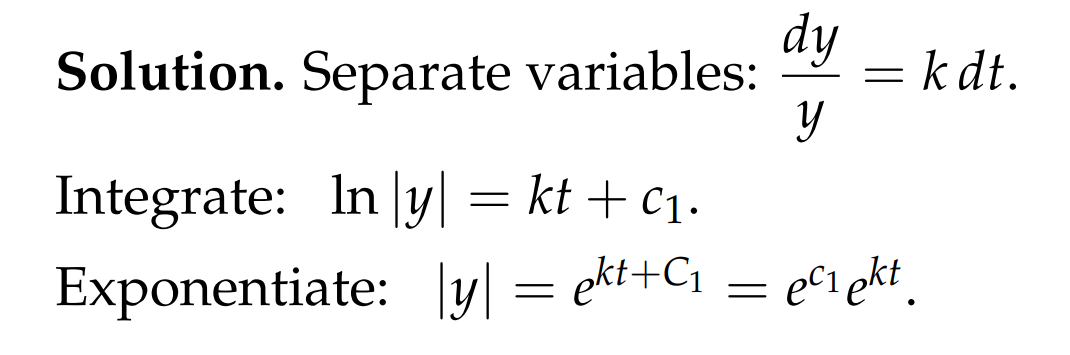 Solution. Separate variables: dy/y = k dt.
Integrate: ln |y| = kt + c₁.
Exponentiate: |y| = e^{kt+C₁} = e^{c₁}e^{kt}.